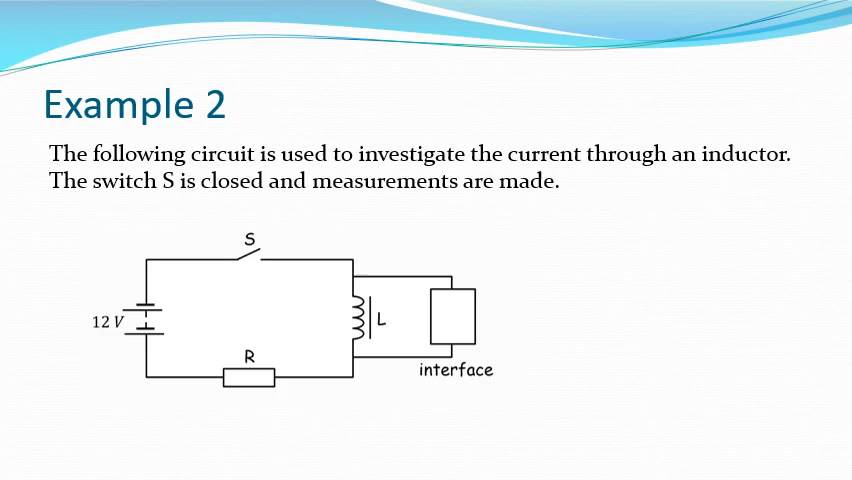 Example 2
The following circuit is used to investigate the current through an inductor.
The switch S is closed and measurements are made.
S
12 V
L
R
interface